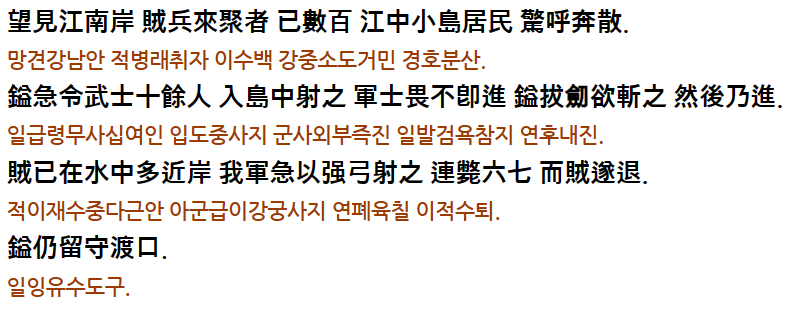 望見江南岸 賊兵來聚者 已數百 江中小島居民 驚呼奔散.
망견강남안 적병래취자 이수백 강중소도거민 경호분산.
鎰急令武士十餘人 入島中射之 軍士畏不卽進 鎰拔劒欲斬之 然後乃進.
일급령무사십여인 입도중사지 군사외부즉진 일발검욕참지 연후내진.
賊已在水中多近岸 我軍急以强弓射之 連斃六七 而賊遂退.
적이재수중다근안 아군급이강궁사지 연폐육칠 이적수퇴.
鎰仍留守渡口.
일잉유수도구.